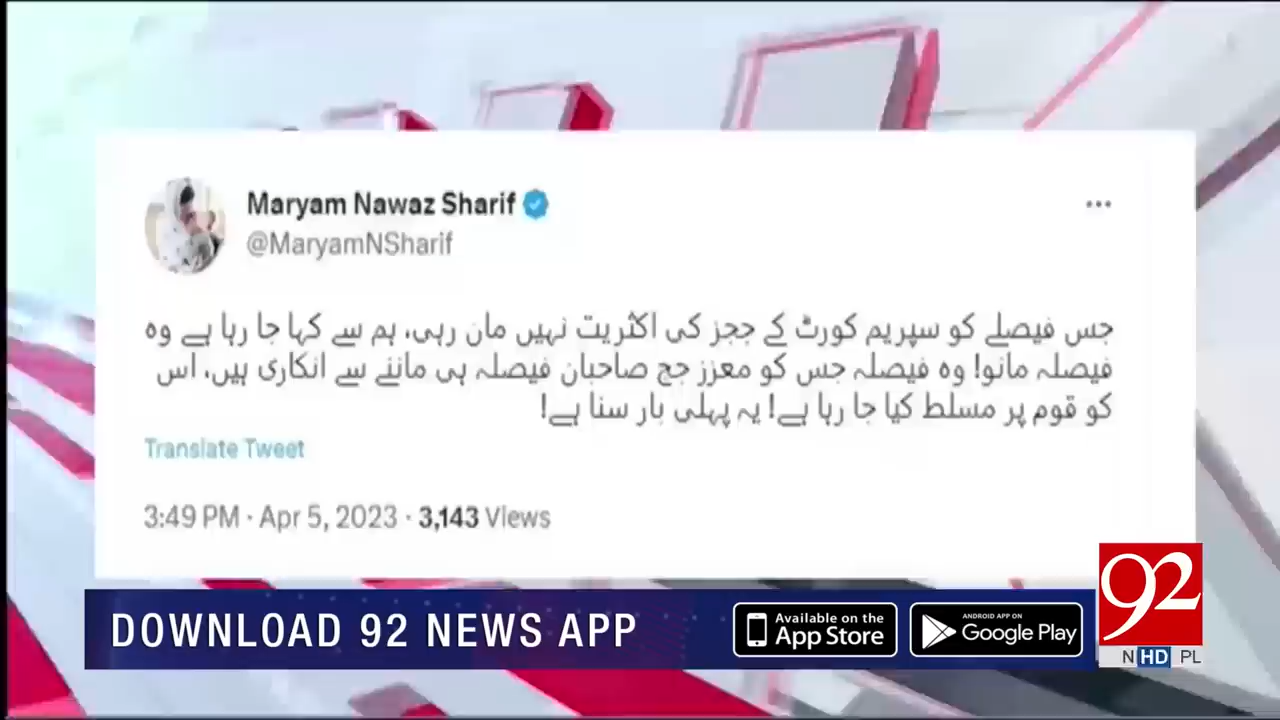 Maryam Nawaz Sharif
@MaryamNSharif
جس فیصلے کو سپریم کورٹ کے ججز کی اکثریت نہیں مان رہی، ہم سے کہا جا رہا ہے وہ
فیصلہ مانو! وہ فیصلہ جس کو معزز جج صاحبان فیصلہ ہی ماننے سے انکاری ہیں، اس
کو قوم پر مسلط کیا جا رہا ہے! یہ پہلی بار سنا ہے!
Translate Tweet
3:49 PM · Apr 5, 2023 · 3,143 Views
DOWNLOAD 92 NEWS APP
Available on the
App Store
ANDROID APP ON
Google Play
92
N HD PL